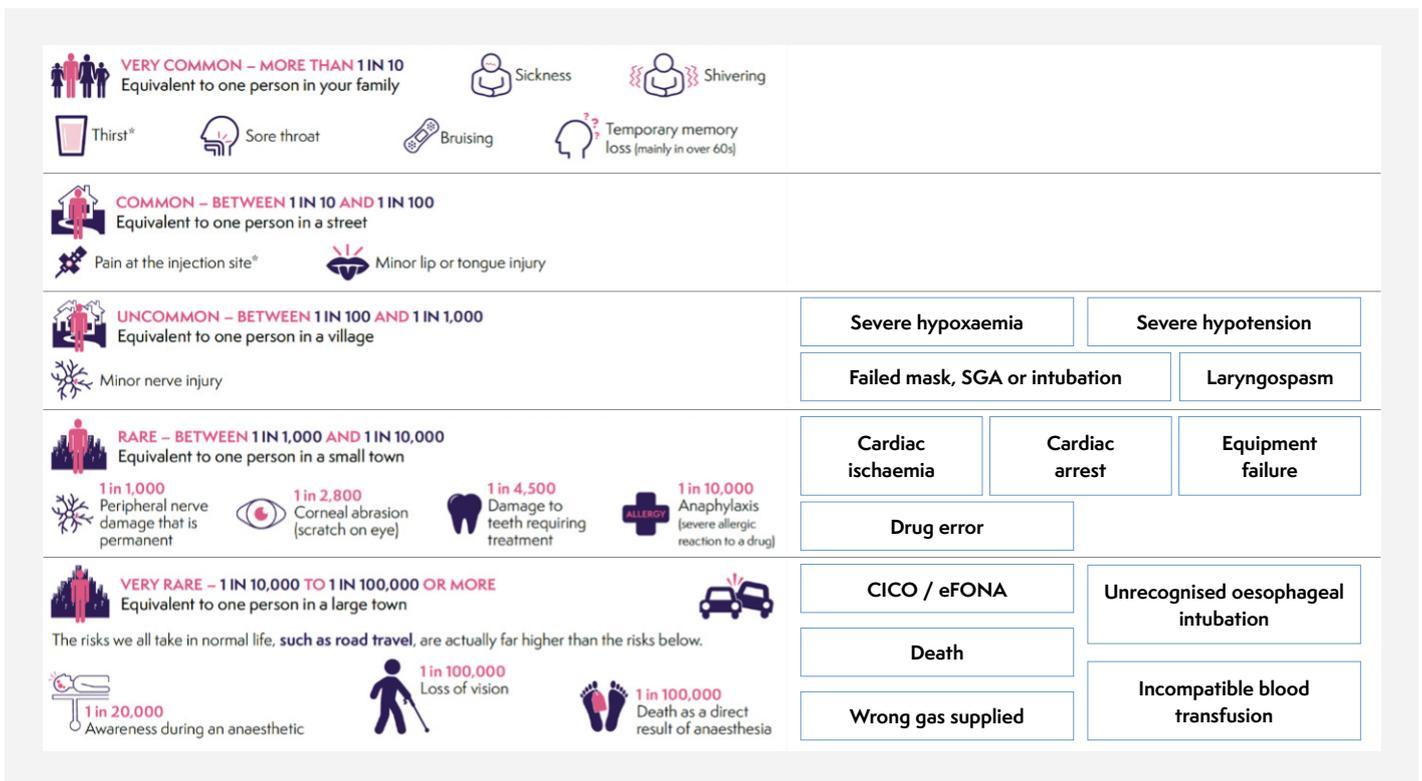 VERY COMMON – MORE THAN 1 IN 10
Equivalent to one person in your family
Sickness
Shivering
Thirst*
Sore throat
Bruising
Temporary memory
loss (mainly in over 60s)
COMMON – BETWEEN 1 IN 10 AND 1 IN 100
Equivalent to one person in a street
Pain at the injection site*
Minor lip or tongue injury
UNCOMMON – BETWEEN 1 IN 100 AND 1 IN 1,000
Equivalent to one person in a village
Minor nerve injury
Severe hypoxaemia
Severe hypotension
Failed mask, SGA or intubation
Laryngospasm
RARE – BETWEEN 1 IN 1,000 AND 1 IN 10,000
Equivalent to one person in a small town
1 in 1,000
Peripheral nerve
damage that is
permanent
1 in 2,800
Corneal abrasion
(scratch on eye)
1 in 4,500
Damage to
teeth requiring
treatment
ALLERGY
1 in 10,000
Anaphylaxis
(severe allergic
reaction to a drug)
Cardiac
ischaemia
Cardiac
arrest
Equipment
failure
Drug error
VERY RARE – 1 IN 10,000 TO 1 IN 100,000 OR MORE
Equivalent to one person in a large town
The risks we all take in normal life, such as road travel, are actually far higher than the risks below.
1 in 20,000
Awareness during an anaesthetic
1 in 100,000
Loss of vision
1 in 100,000
Death as a direct
result of anaesthesia
CICO / eFONA
Unrecognised oesophageal
intubation
Death
Incompatible blood
transfusion
Wrong gas supplied